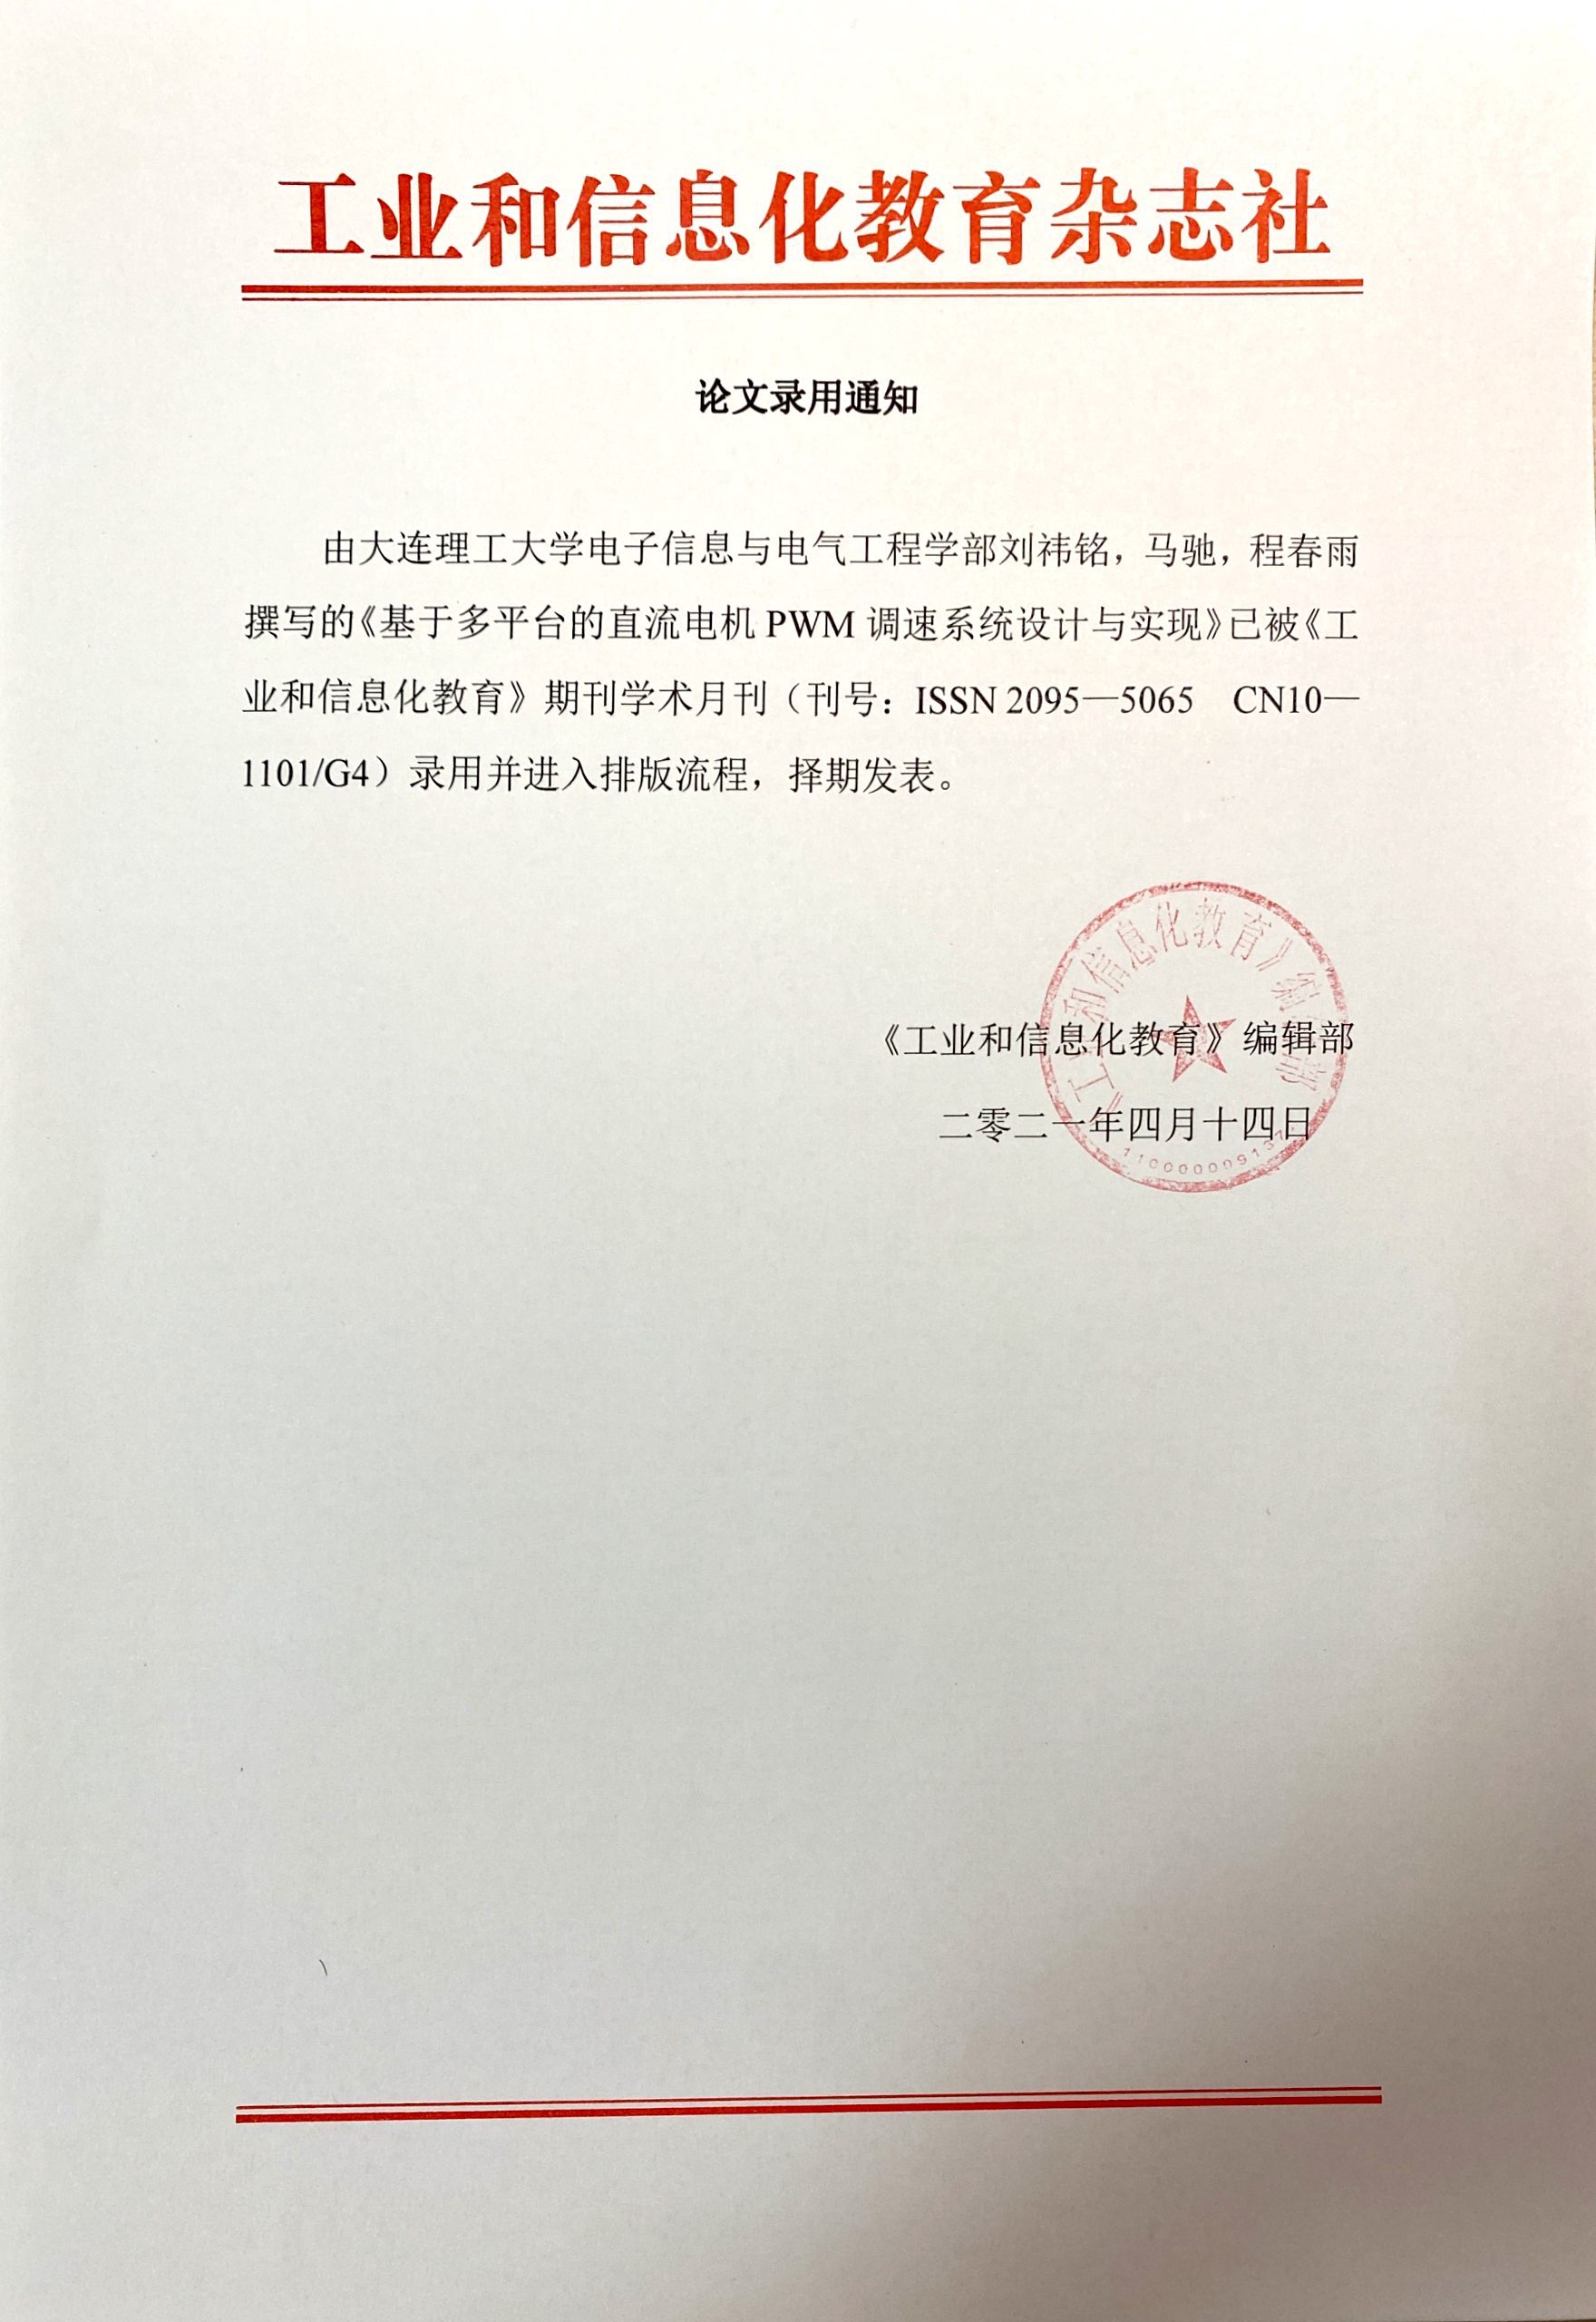 工业和信息化教育杂志社
论文录用通知
由大连理工大学电子信息与电气工程学部刘祎铭，马驰，程春雨
撰写的《基于多平台的直流电机 PWM 调速系统设计与实现》已被《工
业和信息化教育》期刊学术月刊（刊号：ISSN 2095—5065　CN10—
1101/G4）录用并进入排版流程，择期发表。
《工业和信息化教育》编辑部
《工业和信息化教育》编辑部
二零二一年四月十四日